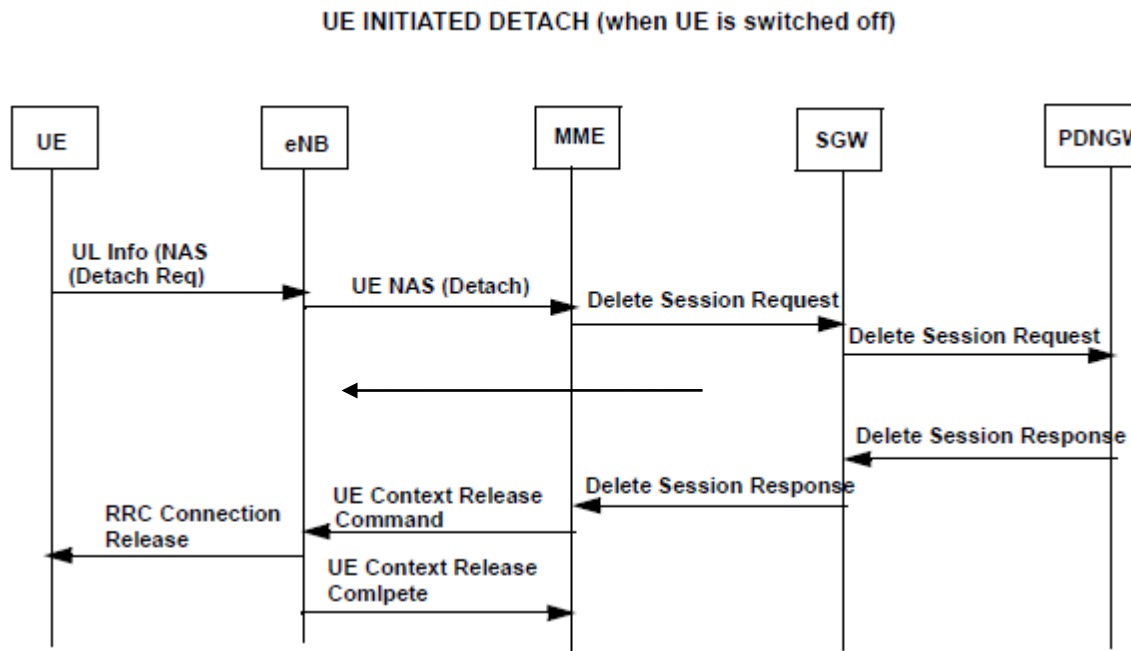 UE INITIATED DETACH (when UE is switched off)
UE
eNB
MME
SGW
PDNGW
UL Info (NAS
(Detach Req)
UE NAS (Detach)
Delete Session Request
Delete Session Request
Delete Session Response
Delete Session Response
UE Context Release
Command
RRC Connection
Release
UE Context Release
Comlpete